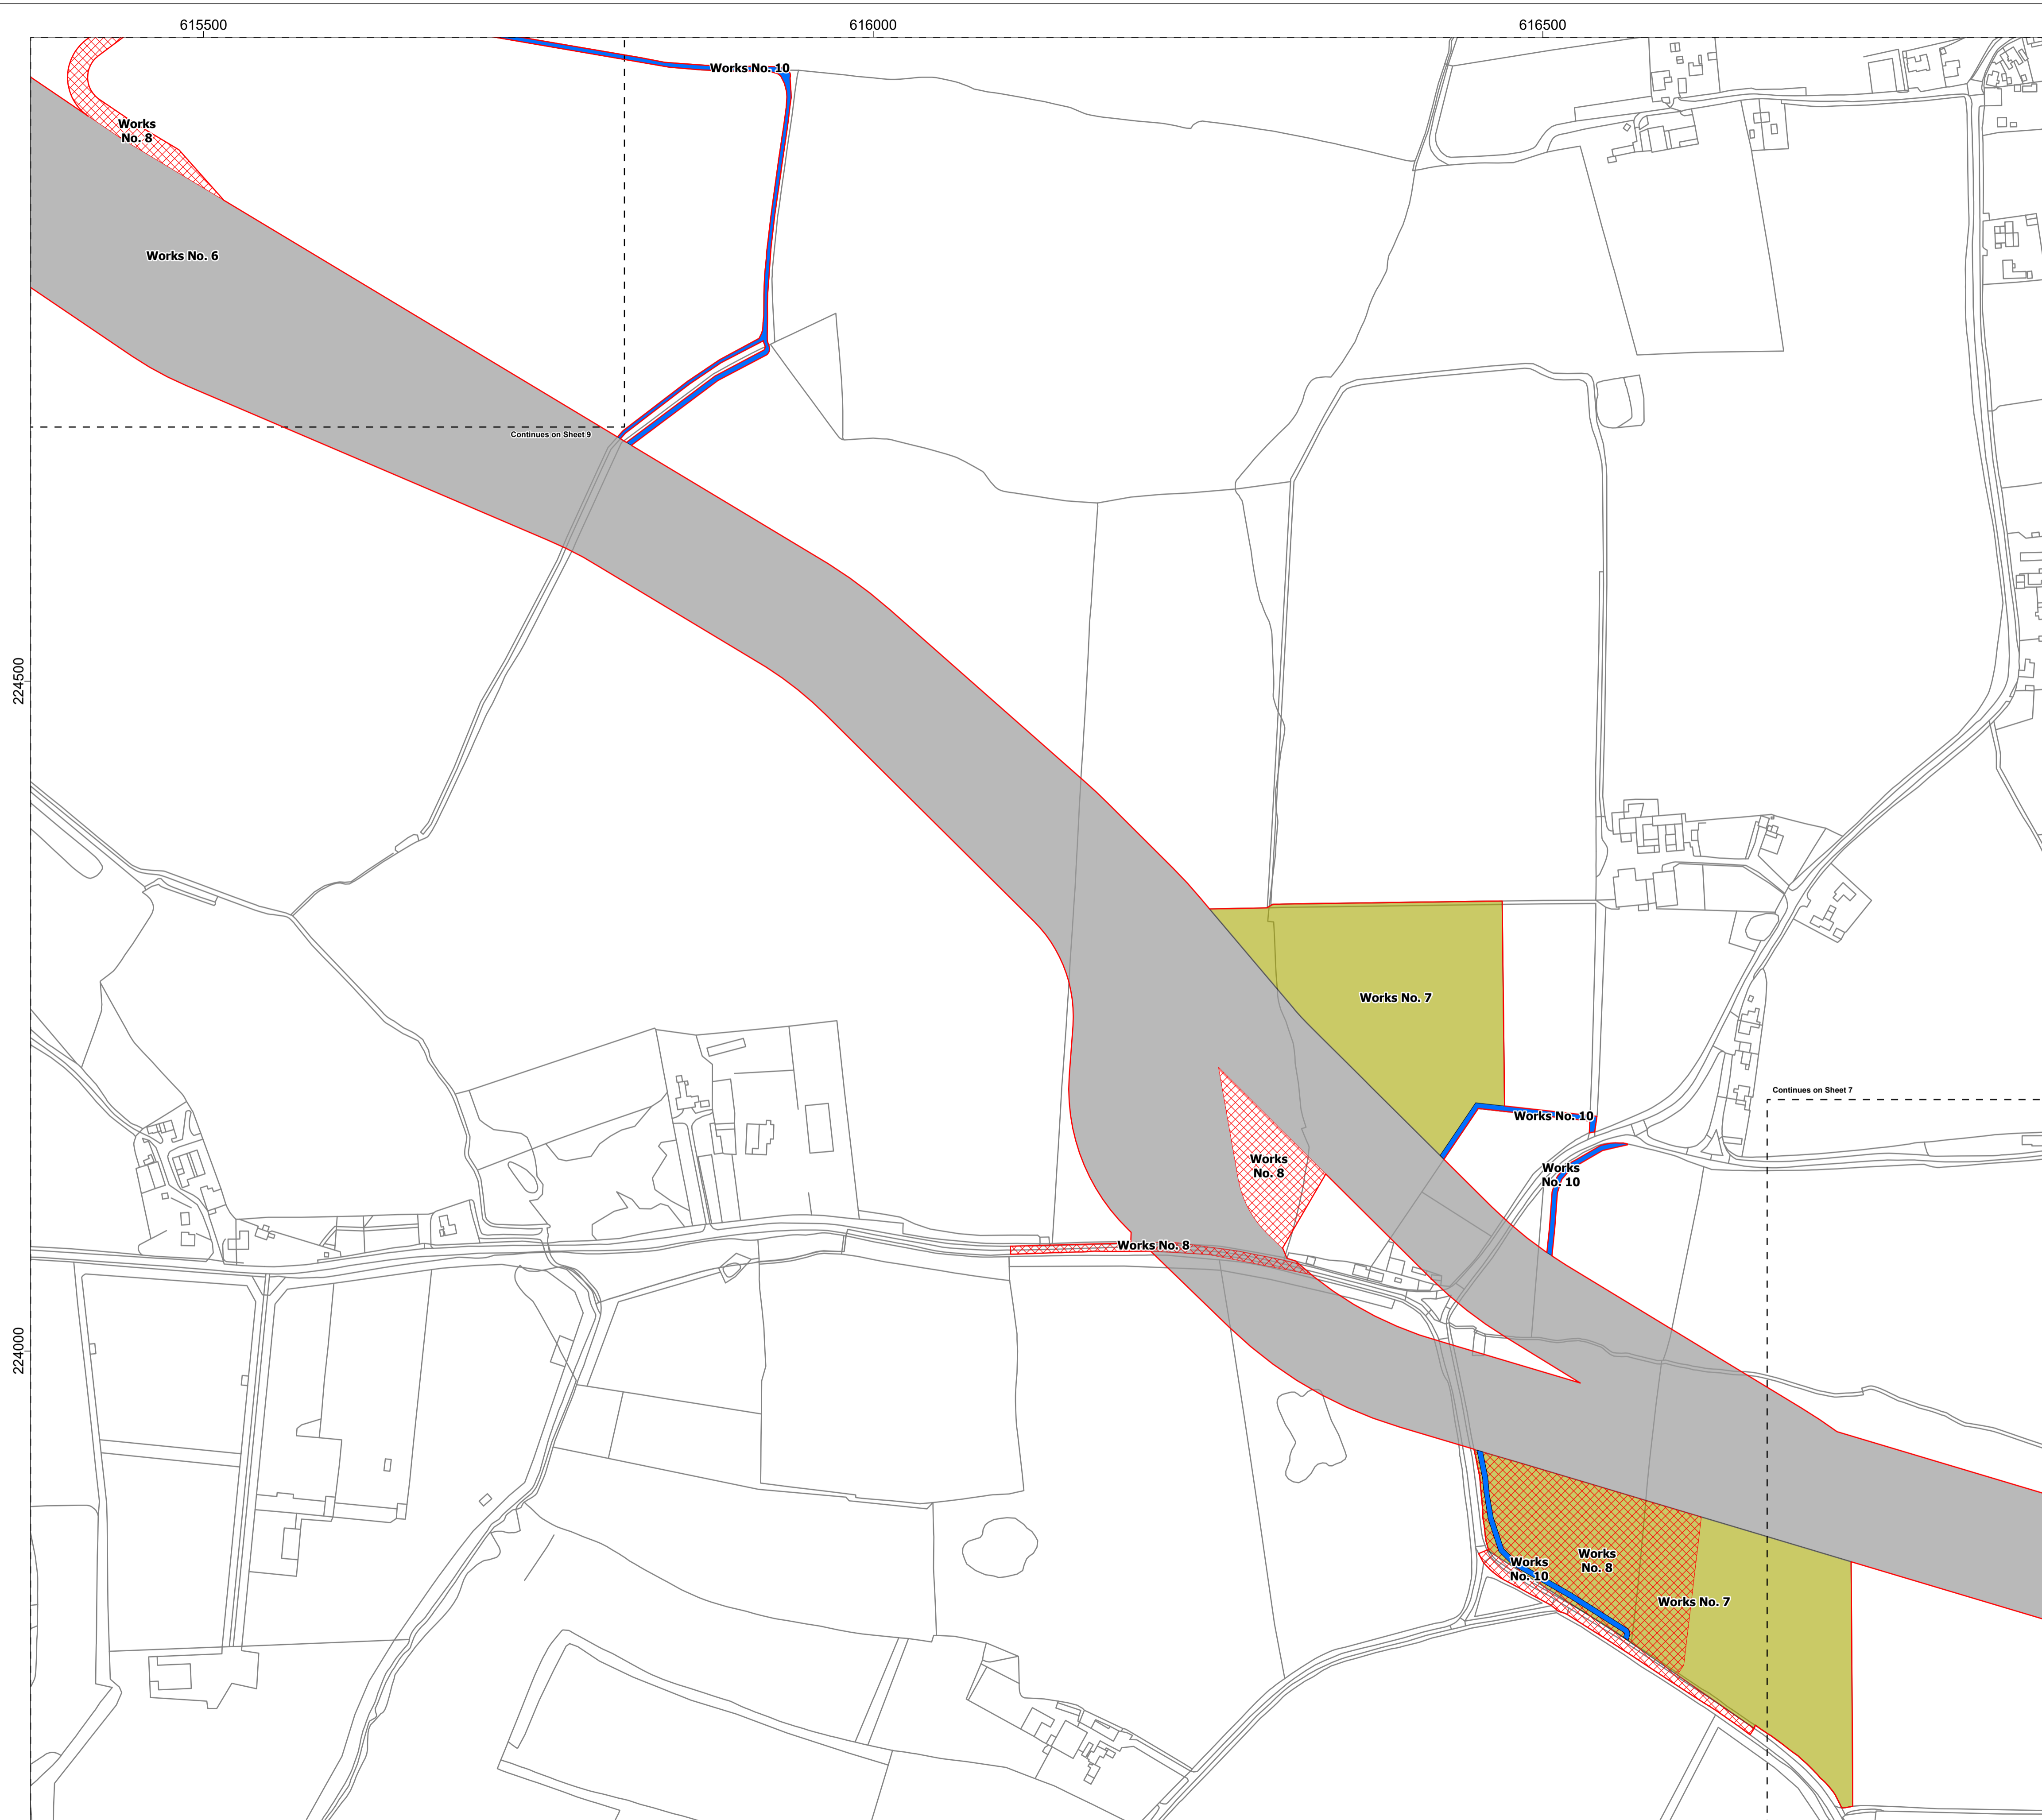 615500
616000
616500
Works No. 10
Works
No. 8
Works No. 6
Continues on Sheet 9
224500
Works No. 7
Continues on Sheet 7
Works No. 10
Works
No. 8
Works
No. 10
Works No. 8
224000
Works
No. 8
Works
No. 10
Works No. 7